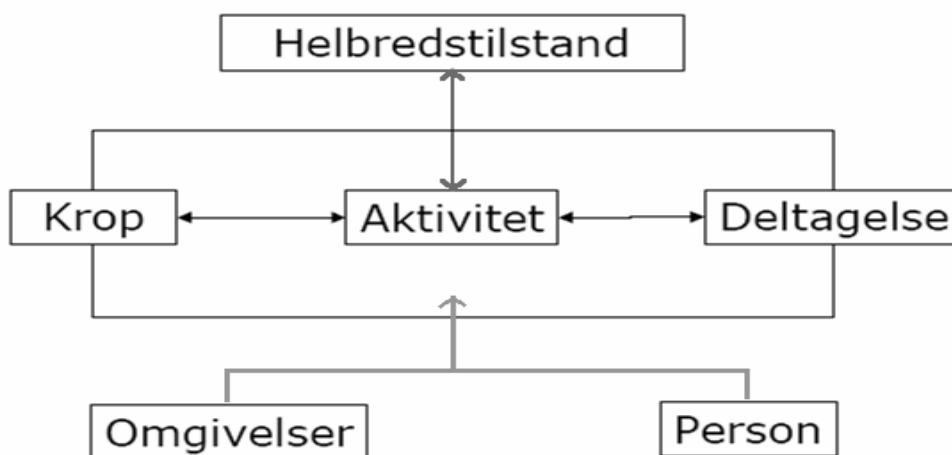 Helbredstilstand
Krop
Aktivitet
Deltagelse
Omgivelser
Person